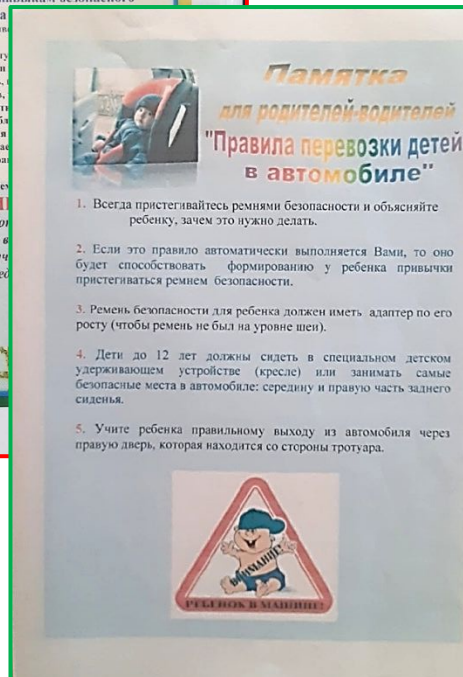 Памятка
для родителей-водителей
"Правила перевозки детей
в автомобиле"
1. Всегда пристегивайтесь ремнями безопасности и объясняйте
ребенку, зачем это нужно делать.
2. Если это правило автоматически выполняется Вами, то оно
будет способствовать формированию у ребенка привычки
пристегиваться ремнем безопасности.
3. Ремень безопасности для ребенка должен иметь адаптер по его
росту (чтобы ремень не был на уровне шеи).
4. Дети до 12 лет должны сидеть в специальном детском
удерживающем устройстве (кресле) или занимать самые
безопасные места в автомобиле: середину и правую часть заднего
сиденья.
5. Учите ребенка правильному выходу из автомобиля через
правую дверь, которая находится со стороны тротуара.
ВНИМАНИЕ!
РЕБЕНОК В МАШИНЕ!